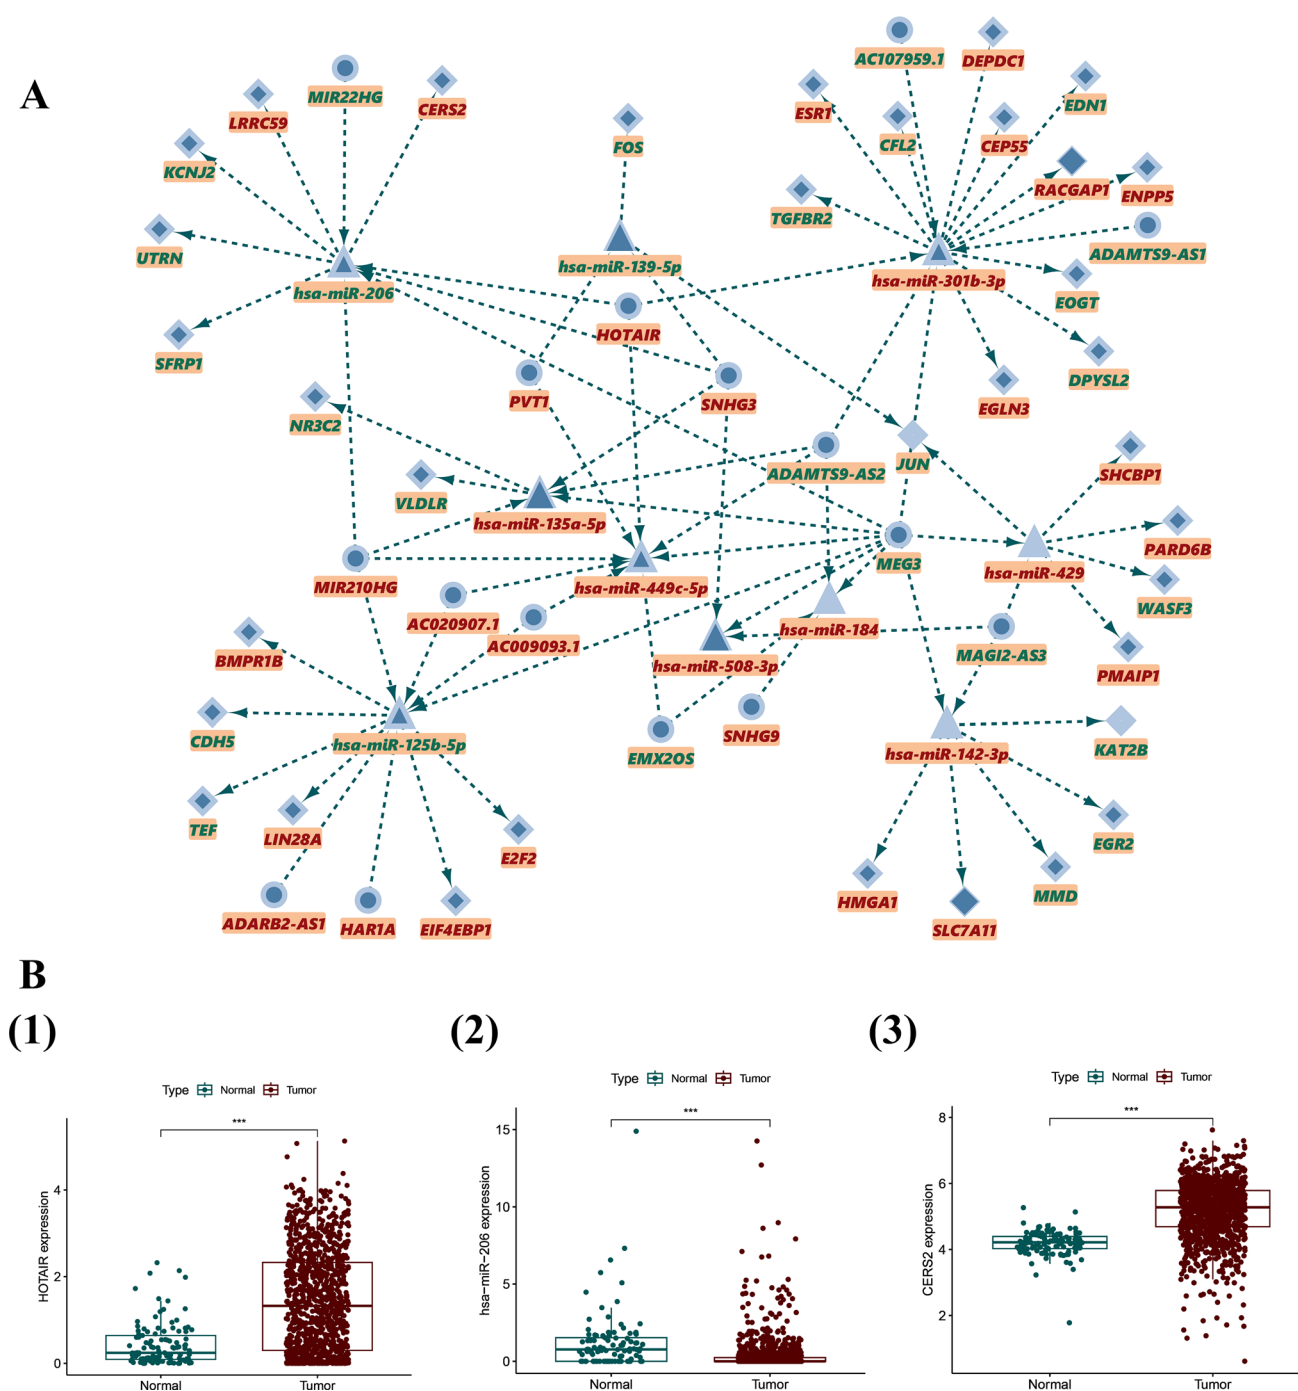 A
AC107959.1
DEPDC1
MIR22HG
CERS2
LRRC59
ESR1
EDN1
CFL2
CEP55
FOS
KCNJ2
RACGAP1
ENPP5
TGFBR2
UTRN
ADAMTS9-AS1
hsa-miR-206
hsa-miR-139-5p
hsa-miR-301b-3p
EOGT
HOTAIR
SFRP1
DPYSL2
PVT1
SNHG3
EGLN3
NR3C2
JUN
ADAMTS9-AS2
SHCBP1
VLDLR
hsa-miR-135a-5p
PARD6B
MEG3
hsa-miR-429
MIR210HG
hsa-miR-449c-5p
WASF3
AC020907.1
hsa-miR-184
AC009093.1
MAGI2-AS3
BMPR1B
hsa-miR-508-3p
PMAIP1
CDH5
hsa-miR-125b-5p
SNHG9
EMX2OS
hsa-miR-142-3p
KAT2B
TEF
LIN28A
E2F2
EGR2
MMD
HMGA1
ADARB2-AS1
HAR1A
EIF4EBP1
SLC7A11
B
(1)
Type Normal Tumor
***
HOTAIR expression
4
2
0
Normal Tumor
(2)
Type Normal Tumor
***
hsa−miR−206 expression
15
10
5
0
Normal Tumor
(3)
Type Normal Tumor
***
CERS2 expression
8
6
4
2
Normal Tumor